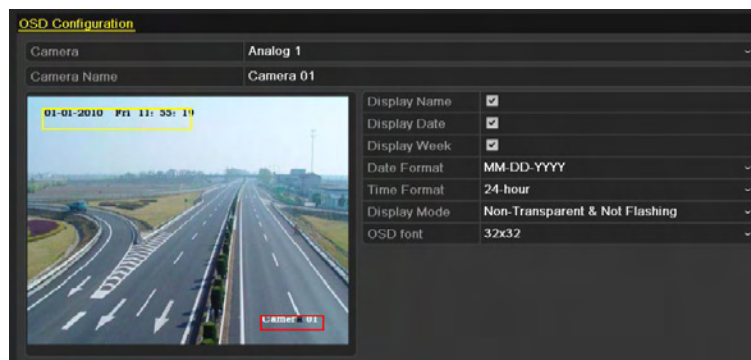 OSD Configuration
Camera Analog 1
Camera Name Camera 01
01-01-2010 Fri 11: 55: 19
Display Name
Display Date
Display Week
Date Format MM-DD-YYYY
Time Format 24-hour
Display Mode Non-Transparent & Not Flashing
OSD font 32x32
Camera 01